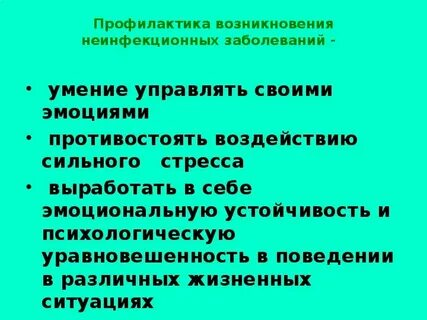 Профилактика возникновения
неинфекционных заболеваний -
• умение управлять своими
эмоциями
• противостоять воздействию
сильного стресса
• выработать в себе
эмоциональную устойчивость и
психологическую
уравновешенность в поведении
в различных жизненных
ситуациях